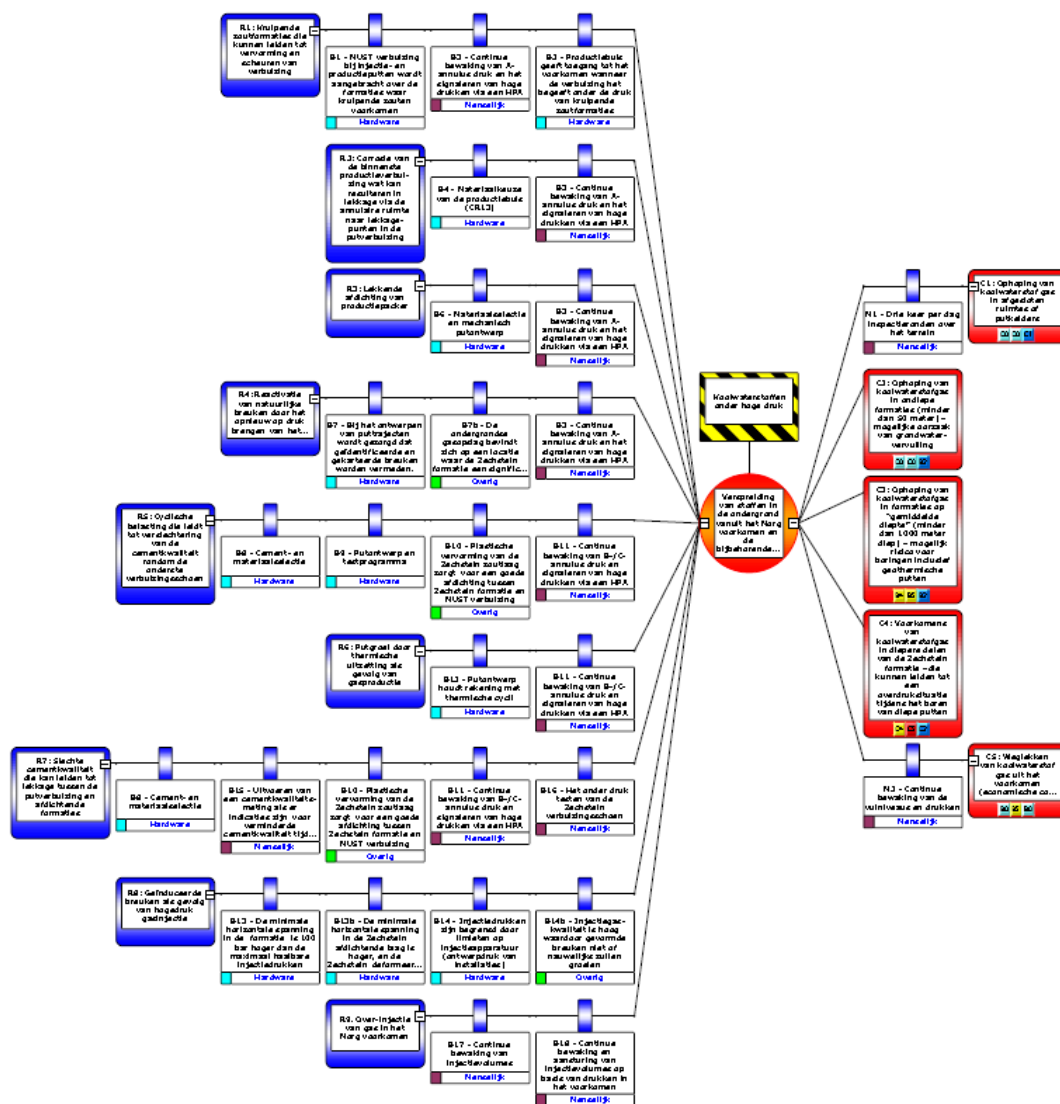 R1: Kruipende
zoutformaties die
kunnen leiden tot
vervorming en
scheuren van
verbuizing
B1 - NUST verbuizing
bij injectie- en
productieputten wordt
aangebracht over de
formaties waar
kruipende zouten
voorkomen
Hardware
B2 - Continue
bewaking van A-
annulus druk en het
signaleren van hoge
drukken via een HPA
Menselijk
B3 - Productiebuis
geeft toegang tot het
voorkomen wanneer
de verbuizing het
begeeft onder de druk
van kruipende
zoutformaties
Hardware
Corrosie van
de binnenste
productieverbui-
zing wat kan
resulteren in
lekkage via de
annulaire ruimte
naar lekkage-
punten in de
putverbuizing
B4 - Materiaalkeuze
van de productiebuis
(CR13)
Hardware
Continue
bewaking van A-
annulus druk en het
signaleren van hoge
drukken via een HPA
Menselijk
R3: Lekkende
afdichting van
productiepacker
B6 - Materiaalselectie
en mechanisch
putontwerp
Hardware
Continue
bewaking van A-
annulus druk en het
signaleren van hoge
drukken via een HPA
Menselijk
R4: Reactivatie
van natuurlijke
breuken door het
opnieuw op druk
brengen van het...
B7 - Bij het ontwerpen
van puttrajecten
wordt gezorgd dat
geïdentificeerde en
gekarteerde breuken
worden vermeden.
Hardware
B7b - De
ondergrondse
gasopslag bevindt
zich op een locatie
waar de Zechstein
formatie een signific...
Overig
Continue
bewaking van A-
annulus druk en het
signaleren van hoge
drukken via een HPA
Menselijk
R5: Cyclische
belasting die leidt
tot verslechtering
van de
cementkwaliteit
rondom de
onderste
verbuizingsschoen
B8 - Cement- en
materiaalselectie
Hardware
B9 - Putontwerp en
testprogramma
Hardware
B10 - Plastische
vervorming van de
Zechstein zoutlaag
zorgt voor een goede
afdichting tussen
Zechstein formatie en
NUST verbuizing
Overig
B11 - Continue
bewaking van B-/C-
annulus druk en
signaleren van hoge
drukken via een HPA
Menselijk
R6: Putgroei door
thermische
uitzetting als
gevolg van
gasproductie
B12 - Putontwerp
houdt rekening met
thermische cycli
Hardware
B11 - Continue
bewaking van B-/C-
annulus druk en
signaleren van hoge
drukken via een HPA
Menselijk
R7: Slechte
cementkwaliteit
die kan leiden tot
lekkage tussen de
putverbuizing en
afdichtende
formaties
B8 - Cement- en
materiaalselectie
Hardware
B15 - Uitvoeren van
een cementkwaliteits-
meting als er
indicaties zijn voor
verminderde
cementkwaliteit tijd...
Menselijk
B10 - Plastische
vervorming van de
Zechstein zoutlaag
zorgt voor een goede
afdichting tussen
Zechstein formatie en
NUST verbuizing
Overig
B11 - Continue
bewaking van B-/C-
annulus druk en
signaleren van hoge
drukken via een HPA
Menselijk
B16 - Het onder druk
testen van de
Zechstein
verbuizingsschoen
Menselijk
R8: Geïnduceerde
breuken als gevolg
van hogedruk
gasinjectie
B13 - De minimale
horizontale spanning
in de formatie is 100
bar hoger dan de
maximaal haalbare
injectiedrukken
Hardware
B13b - De minimale
horizontale spanning
in de Zechstein
afdichtende laag is
hoger, en de
Zechstein deformeer...
Hardware
B14 - Injectiedrukken
zijn begrensd door
limieten op
injectieapparatuur
(ontwerpdruk van
installaties)
Hardware
B14b - Injectiegas-
kwaliteit is hoog
waardoor gevormde
breuken niet of
nauwelijks zullen
groeien
Overig
R9. Over-injectie
van gas in het
Norg voorkomen
B17 - Continue
bewaking van
injectievolumes
Menselijk
B18 - Continue
bewaking en
aansturing van
injectievolumes op
basis van drukken in
het voorkomen
Menselijk
Koolwaterstoffen
onder hoge druk
Verspreiding
van stoffen in
de ondergrond
vanuit het Norg
voorkomen en
de
bijbehorende...
C1: Ophoping van
koolwaterstof gas
in afgesloten
ruimtes of
putkelders
N1 - Drie keer per dag
inspectieronden over
het terrein
Menselijk
Ophoping van
koolwaterstofgas
in ondiepe
formaties (minder
dan 50 meter) -
mogelijke oorzaak
van grondwater-
vervuiling
C3: Ophoping van
koolwaterstofgas
in formaties op
"gemiddelde
diepte" (minder
dan 1000 meter
diep) - mogelijk
risico voor
boringen inclusief
geothermische
putten
C4: Voorkomens
van
koolwaterstofgas
in diepere delen
van de Zechstein
formatie - die
kunnen leiden tot
een
overdruksituatie
tijdens het boren
van diepe putten
Continue
bewaking van de
vulniveaus en drukken
Menselijk
C5: Weglekken
van koolwaterstof
gas uit het
voorkomen
(economische co...